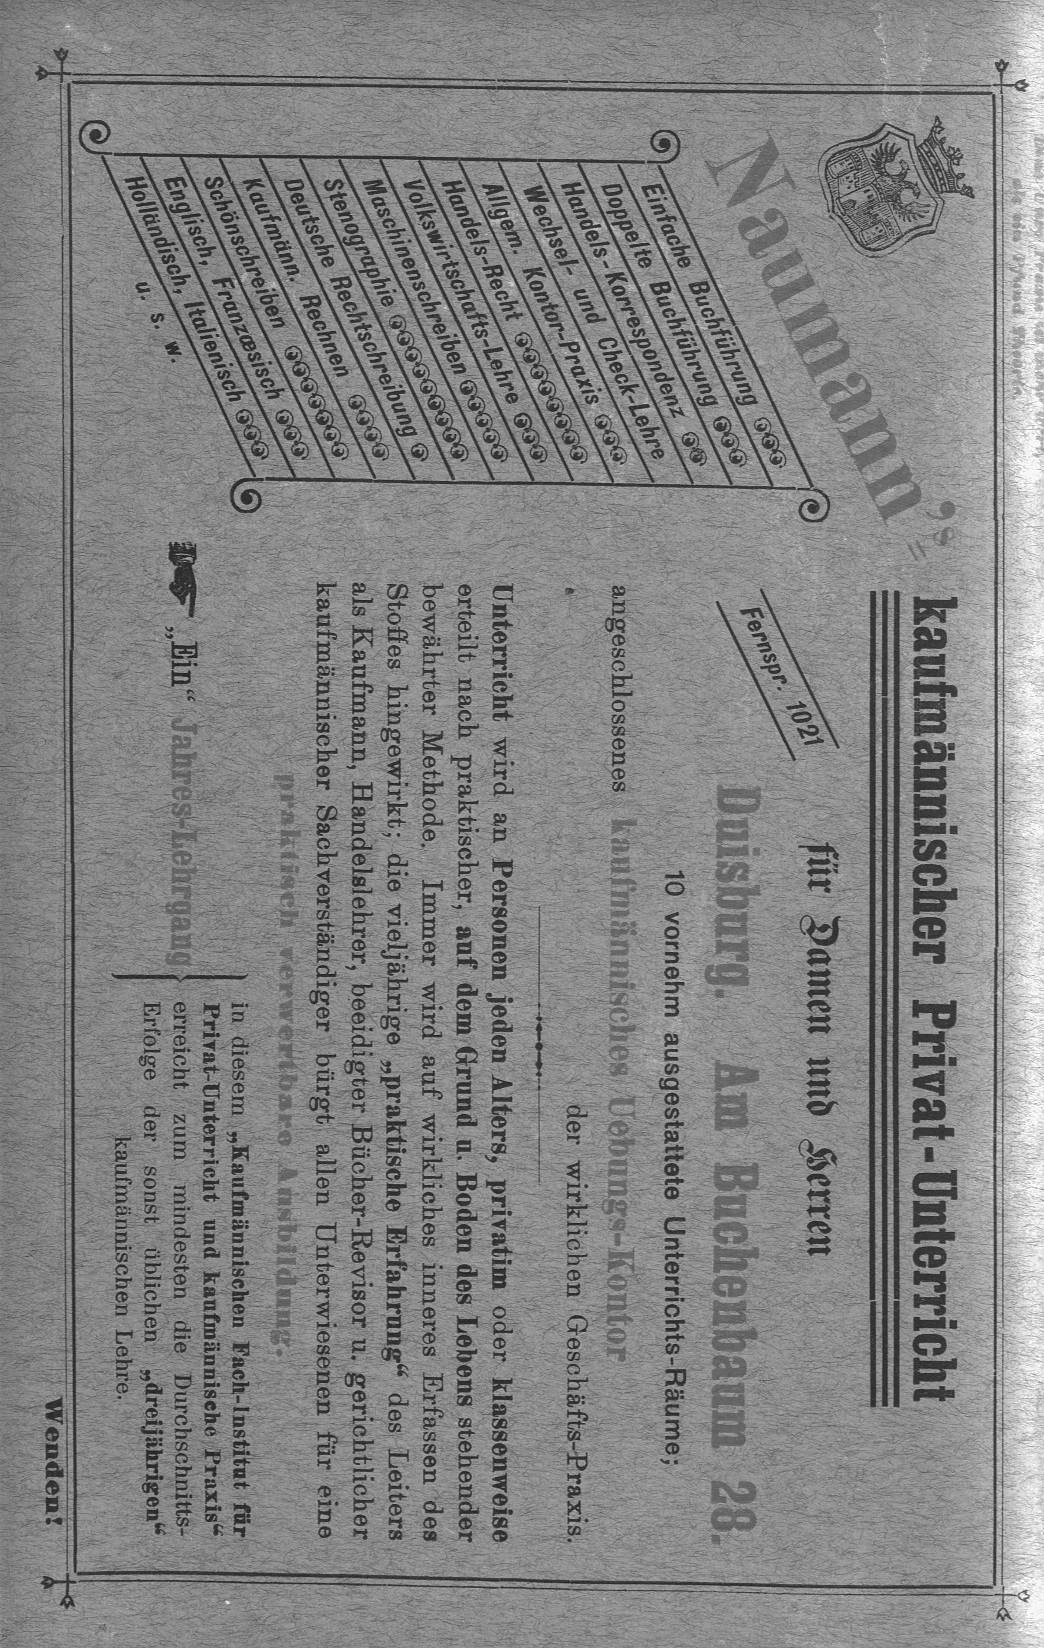 Naumann's
kaufmännischer Privat-Unterricht
für Damen und Herren
Fernspr. 1021
Duisburg. Am Buchenbaum 28.
10 vornehm ausgestattete Unterrichts-Räume;
angeschlossenes kaufmännisches Uebungs-Kontor
der wirklichen Geschäfts-Praxis.
Einfache Buchführung
Doppelte Buchführung
Handels-Korrespondenz
Wechsel- und Check-Lehre
Allgem. Kontor-Praxis
Handels-Recht
Volkswirtschafts-Lehre
Maschinenschreiben
Stenographie
Deutsche Rechtschreibung
Kaufmänn. Rechnen
Schönschreiben
Englisch, Französisch
Holländisch, Italienisch
u. s. w.
Unterricht wird an Personen jeden Alters, privatim oder klassenweise
erteilt nach praktischer, auf dem Grund u. Boden des Lebens stehender
bewährter Methode. Immer wird auf wirkliches inneres Erfassen des
Stoffes hingewirkt; die vieljährige „praktische Erfahrung“ des Leiters
als Kaufmann, Handelslehrer, beeidigter Bücher-Revisor u. gerichtlicher
kaufmännischer Sachverständiger bürgt allen Unterwiesenen für eine
praktisch verwertbare Ausbildung.
„Ein“ Jahres-Lehrgang
in diesem „Kaufmännischen Fach-Institut für
Privat-Unterricht und kaufmännische Praxis“
erreicht zum mindesten die Durchschnitts-
Erfolge der sonst üblichen „dreijährigen“
kaufmännischen Lehre.
Wenden!